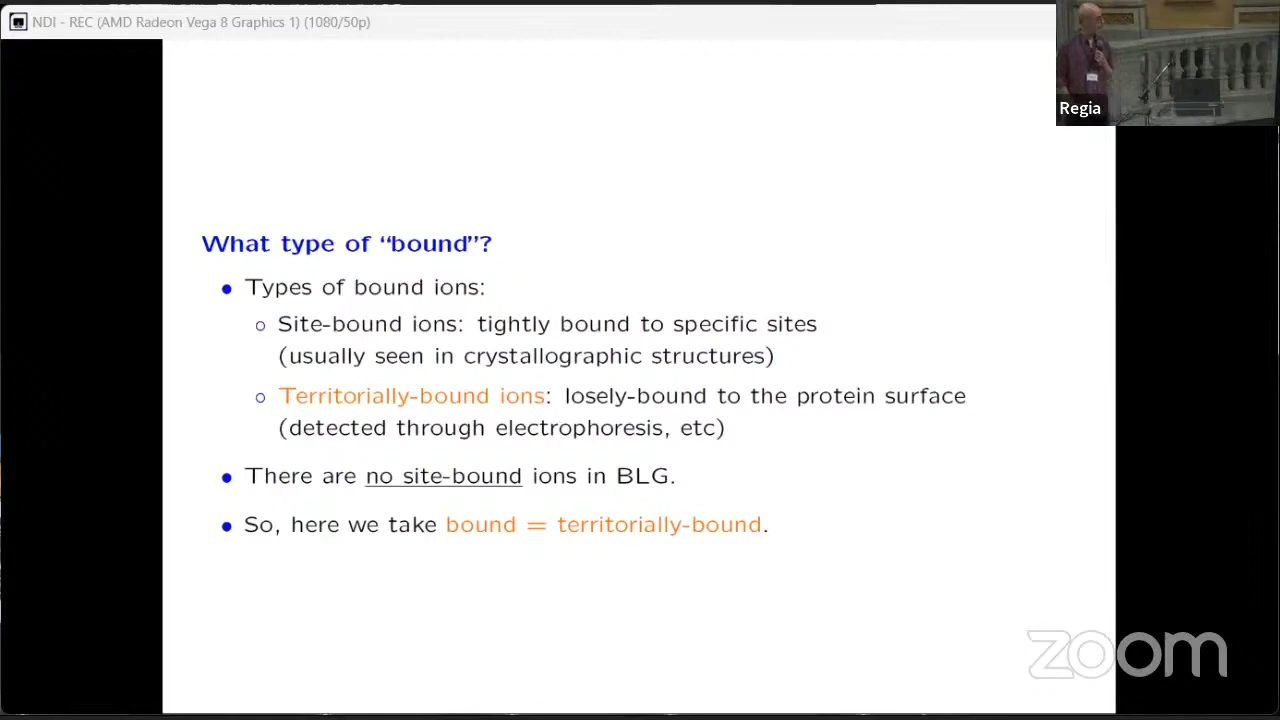 NDI - REC (AMD Radeon Vega 8 Graphics 1) (1080/50p)
Regia
What type of “bound”?
• Types of bound ions:
○ Site-bound ions: tightly bound to specific sites
(usually seen in crystallographic structures)
○ Territorially-bound ions: losely-bound to the protein surface
(detected through electrophoresis, etc)
• There are no site-bound ions in BLG.
• So, here we take bound = territorially-bound.
zoom